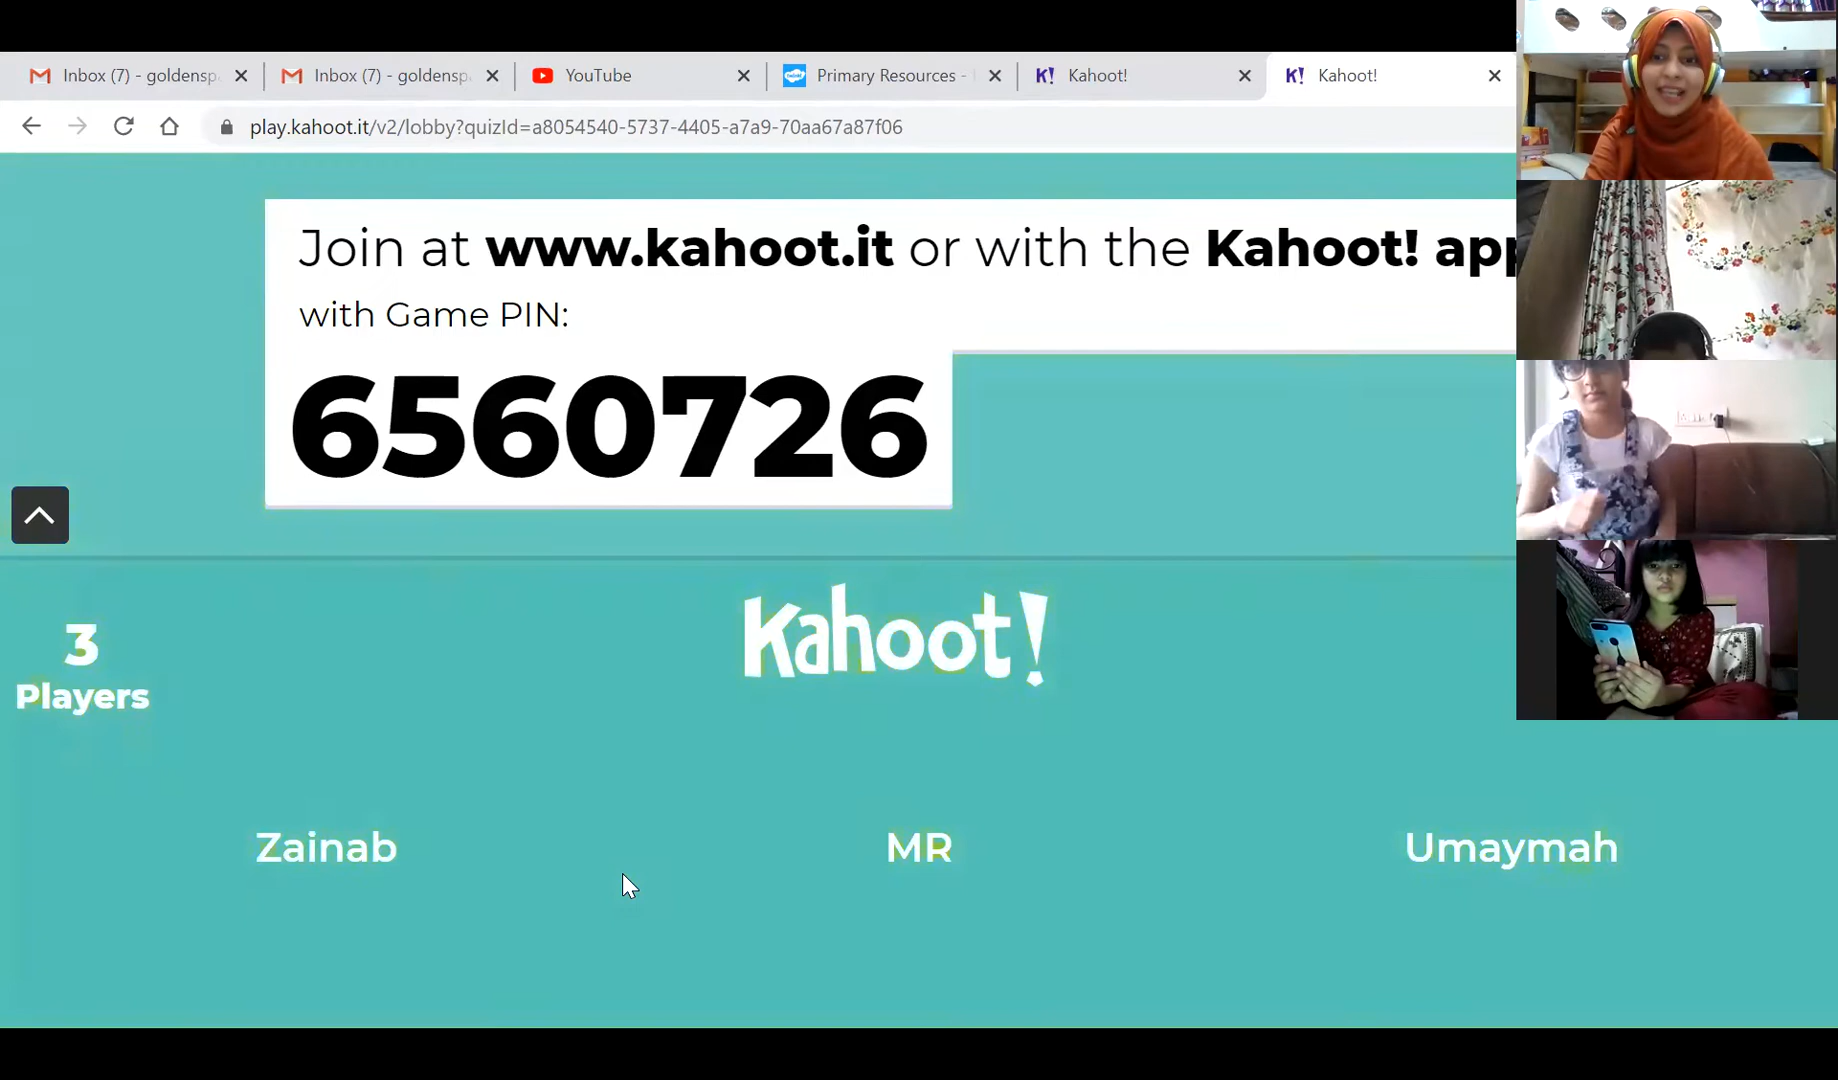 Inbox (7) - goldensp
Inbox (7) - goldensp
YouTube
Primary Resources -
K! Kahoot!
K! Kahoot!
play.kahoot.it/v2/lobby?quizId=a8054540-5737-4405-a7a9-70aa67a87f06
Join at www.kahoot.it or with the Kahoot! app
with Game PIN:
6560726
3
Players
Kahoot!
Zainab
MR
Umaymah